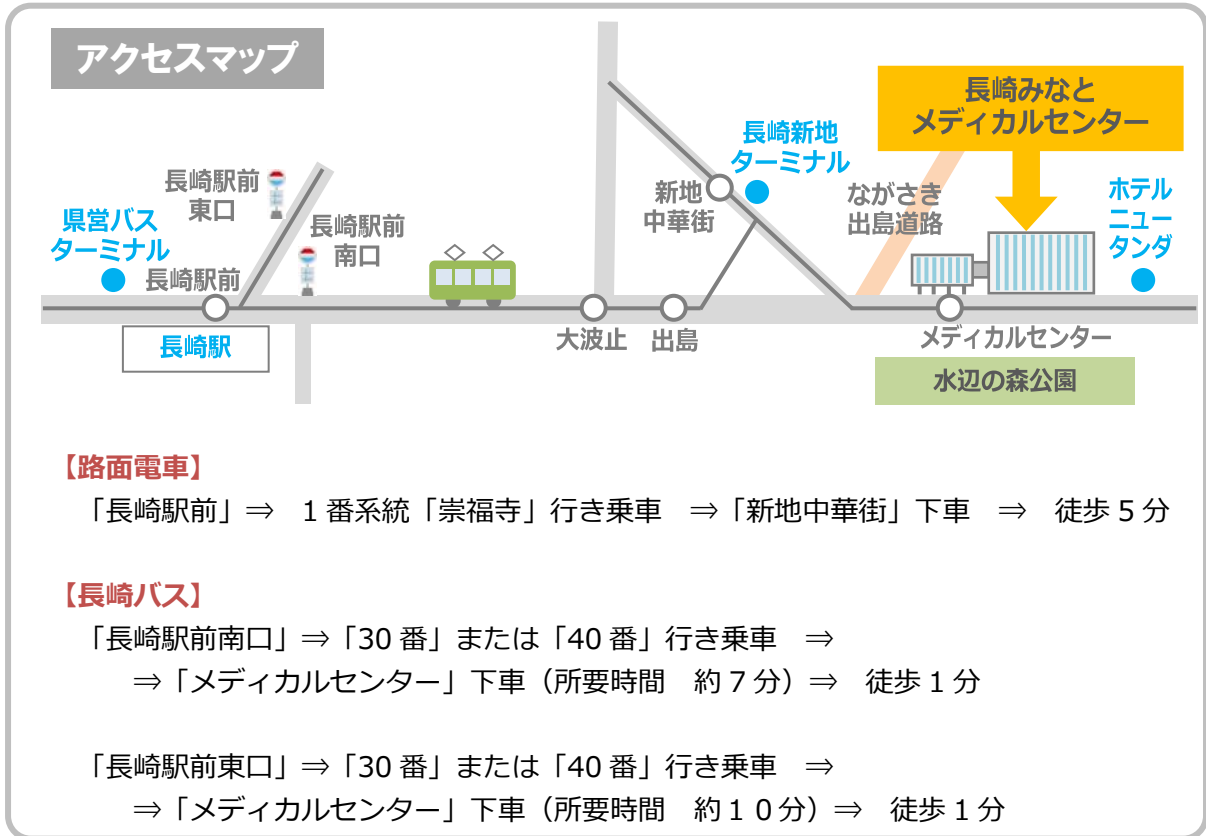 アクセスマップ
長崎みなと
メディカルセンター
長崎新地
ターミナル
長崎駅前
東口
新地
中華街
ながさき
出島道路
ホテル
ニュー
タンダ
県営バス
ターミナル
長崎駅前
南口
長崎駅前
長崎駅
大波止
出島
メディカルセンター
水辺の森公園
【路面電車】
「長崎駅前」⇒ 1番系統「崇福寺」行き乗車 ⇒「新地中華街」下車 ⇒ 徒歩5分
【長崎バス】
「長崎駅前南口」⇒「30番」または「40番」行き乗車 ⇒
⇒「メディカルセンター」下車（所要時間 約7分）⇒ 徒歩1分
「長崎駅前東口」⇒「30番」または「40番」行き乗車 ⇒
⇒「メディカルセンター」下車（所要時間 約１０分）⇒ 徒歩1分